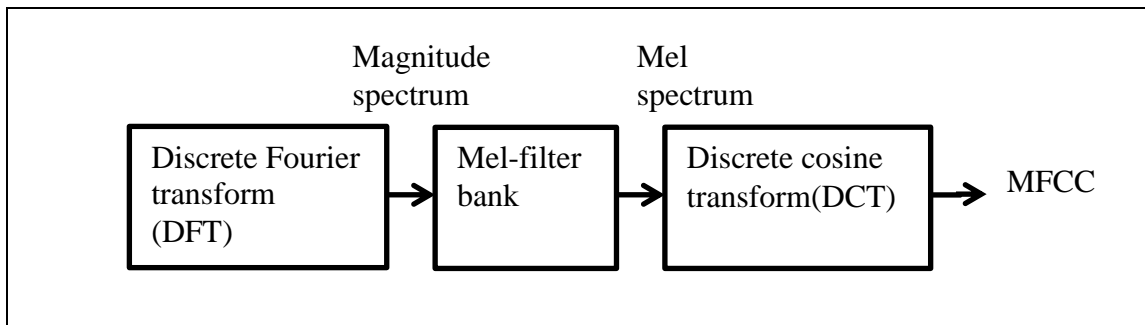 Magnitude
spectrum
Mel
spectrum
Discrete Fourier
transform
(DFT)
Mel-filter
bank
Discrete cosine
transform(DCT)
MFCC